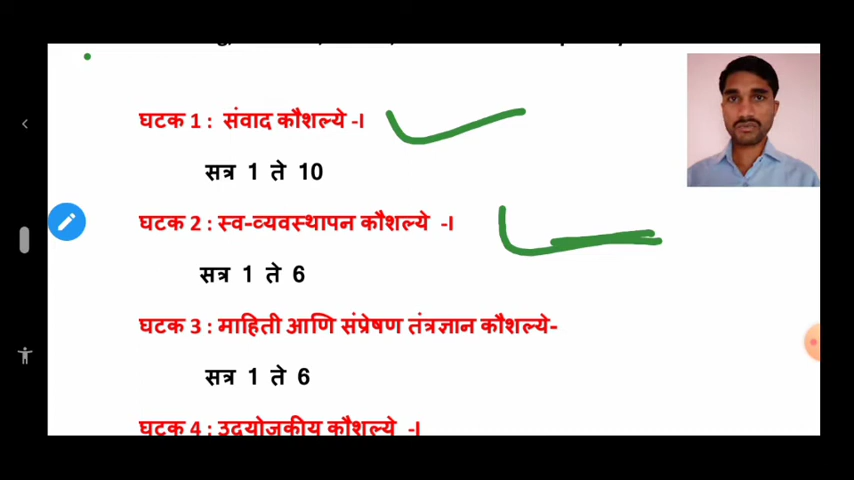 घटक 1 : संवाद कौशल्ये -I
सत्र 1 ते 10
घटक 2 : स्व-व्यवस्थापन कौशल्ये -I
सत्र 1 ते 6
घटक 3 : माहिती आणि संप्रेषण तंत्रज्ञान कौशल्ये-
सत्र 1 ते 6
घटक 4 : उदयोजकीय कौशल्ये -I